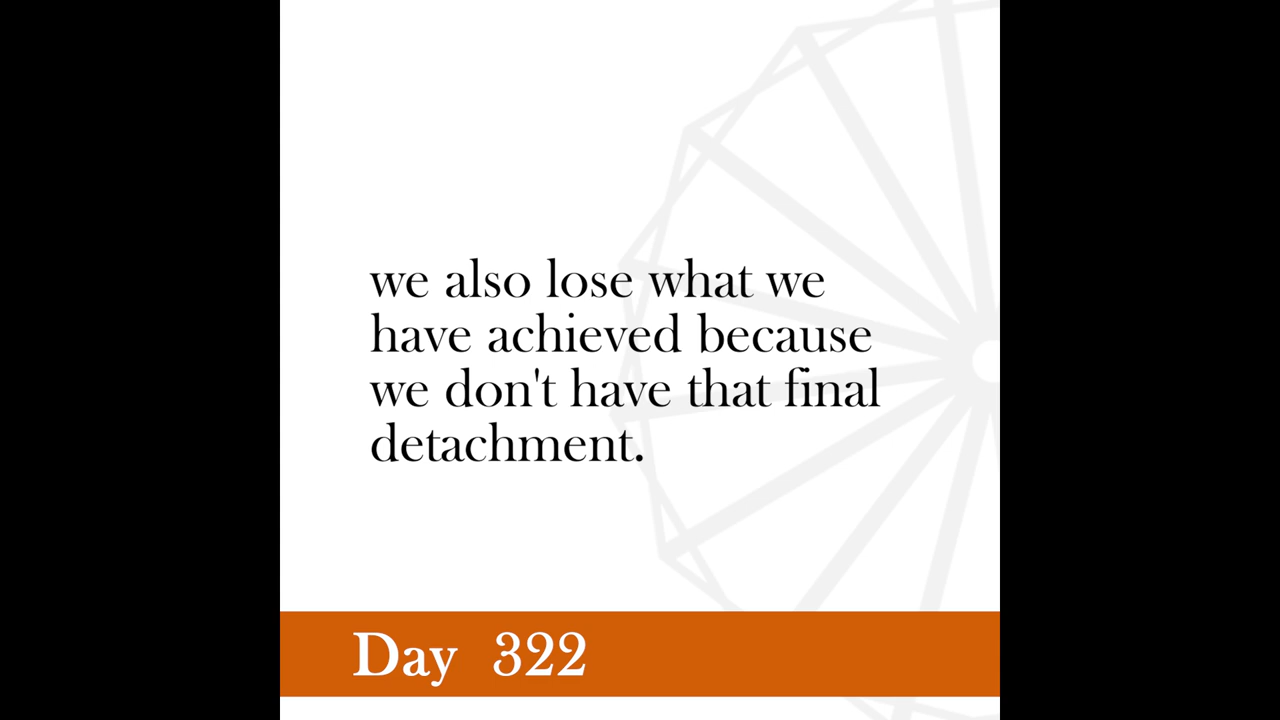 we also lose what we
have achieved because
we don't have that final
detachment.
Day 322